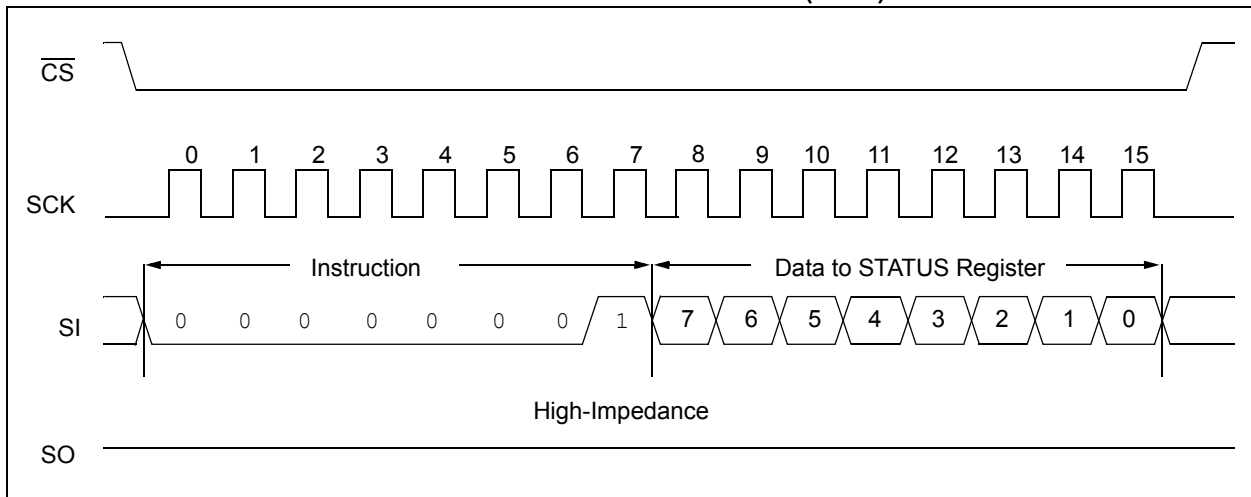 CS
0 1 2 3 4 5 6 7 8 9 10 11 12 13 14 15
SCK
Instruction Data to STATUS Register
SI 0 0 0 0 0 0 0 1 7 6 5 4 3 2 1 0
High-Impedance
SO